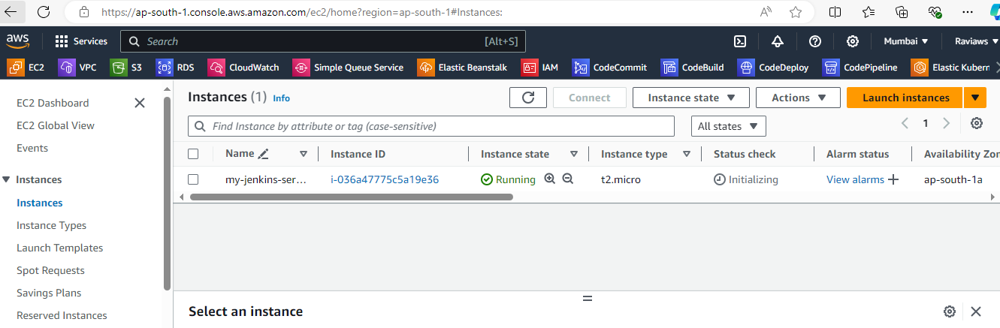 https://ap-south-1.console.aws.amazon.com/ec2/home?region=ap-south-1#Instances:
aws Services Search [Alt+S] Mumbai Raviaws
EC2 VPC S3 RDS CloudWatch Simple Queue Service Elastic Beanstalk IAM CodeCommit CodeBuild CodeDeploy CodePipeline Elastic Kubern
EC2 Dashboard
EC2 Global View
Events
Instances
Instances
Instance Types
Launch Templates
Spot Requests
Savings Plans
Reserved Instances
Instances (1) Info Connect Instance state Actions Launch instances
Find Instance by attribute or tag (case-sensitive) All states 1
Name Instance ID Instance state Instance type Status check Alarm status Availability Zon
my-jenkins-ser... i-036a47775c5a19e36 Running t2.micro Initializing View alarms + ap-south-1a
Select an instance